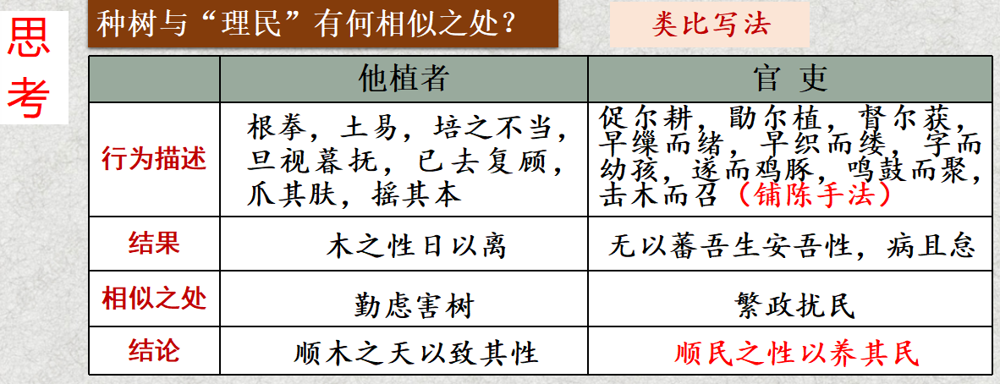 思
考
种树与“理民”有何相似之处？
类比写法
他植者
官 吏
行为描述
根拳，土易，培之不当，
旦视暮抚，已去复顾，
爪其肤，摇其本
促尔耕，勖尔植，督尔获，
早缫而绪，早织而缕，字而
幼孩，遂而鸡豚，鸣鼓而聚，
击木而召（铺陈手法）
结果
木之性日以离
无以蕃吾生安吾性，病且怠
相似之处
勤虑害树
繁政扰民
结论
顺木之天以致其性
顺民之性以养其民